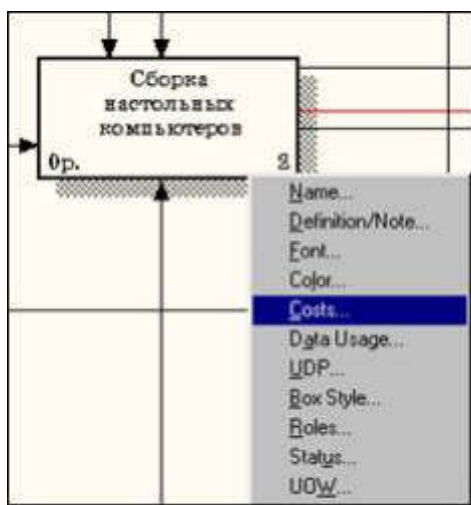 Сборка
настольных
компьютеров
0р. 2
Name...
Definition/Note...
Font...
Color...
Costs...
Data Usage...
UDP...
Box Style...
Roles...
Status...
UOW...